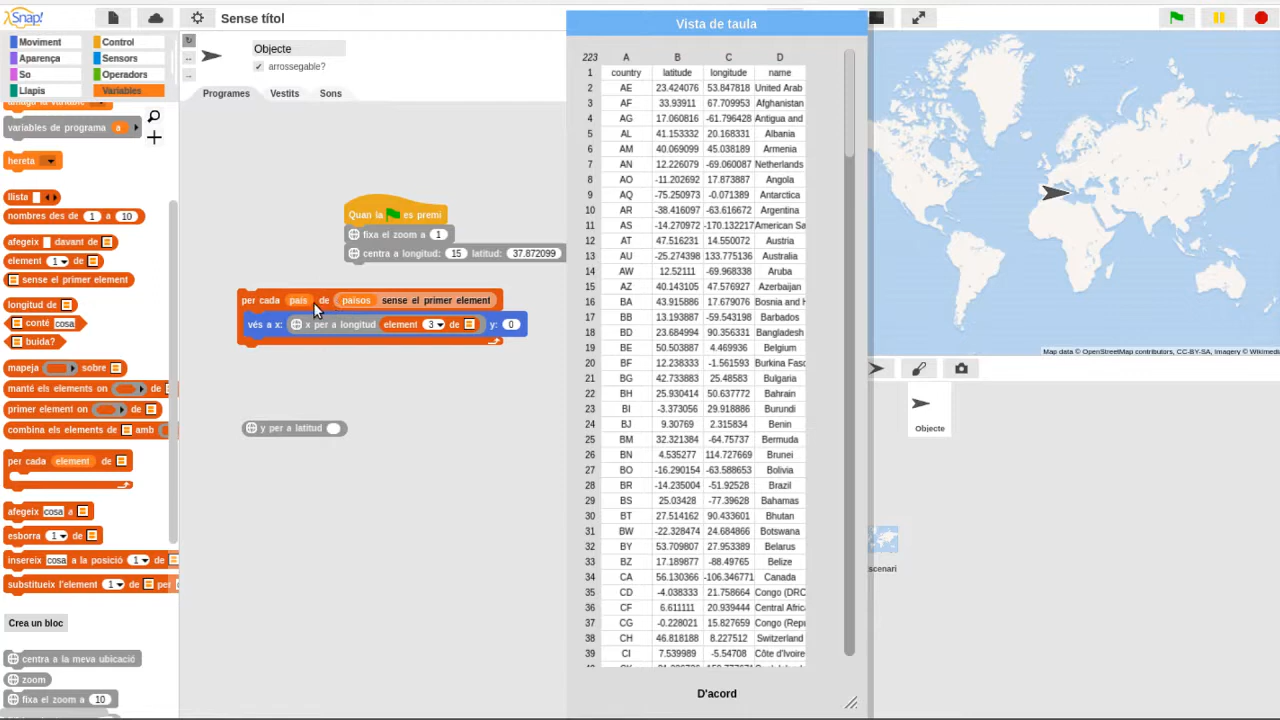 Snap!
Sense títol
Vista de taula
Moviment
Control
Aparença
Sensors
So
Operadors
Llapis
Variables
Objecte
arrossegable?
Programes
Vestits
Sons
variables de programa a
hereta
llista
nombres des de 1 a 10
afegeix davant de
element 1 de
sense el primer element
longitud de
conté cosa
buida?
mapeja sobre
manté els elements on de
primer element on de
combina els elements de amb
per cada element de
afegeix cosa a
esborra 1 de
insereix cosa a la posició 1 de
substitueix l'element 1 de per
Crea un bloc
centra a la meva ubicació
zoom
fixa el zoom a 10
Quan la es premi
fixa el zoom a 1
centra a longitud: 15 latitud: 37.872099
per cada país de països sense el primer element
vés a x: x per a longitud element 3 de y: 0
y per a latitud
223 A B C D
1 country latitude longitude name
2 AE 23.424076 53.847818 United Arab
3 AF 33.93911 67.709953 Afghanistan
4 AG 17.060816 -61.796428 Antigua and
5 AL 41.153332 20.168331 Albania
6 AM 40.069099 45.038189 Armenia
7 AN 12.226079 -69.060087 Netherlands
8 AO -11.202692 17.873887 Angola
9 AQ -75.250973 -0.071389 Antarctica
10 AR -38.416097 -63.616672 Argentina
11 AS -14.270972 -170.132217 American Sa
12 AT 47.516231 14.550072 Austria
13 AU -25.274398 133.775136 Australia
14 AW 12.52111 -69.968338 Aruba
15 AZ 40.143105 47.576927 Azerbaijan
16 BA 43.915886 17.679076 Bosnia and H
17 BB 13.193887 -59.543198 Barbados
18 BD 23.684994 90.356331 Bangladesh
19 BE 50.503887 4.469936 Belgium
20 BF 12.238333 -1.561593 Burkina Faso
21 BG 42.733883 25.48583 Bulgaria
22 BH 25.930414 50.637772 Bahrain
23 BI -3.373056 29.918886 Burundi
24 BJ 9.30769 2.315834 Benin
25 BM 32.321384 -64.75737 Bermuda
26 BN 4.535277 114.727669 Brunei
27 BO -16.290154 -63.588653 Bolivia
28 BR -14.235004 -51.92528 Brazil
29 BS 25.03428 -77.39628 Bahamas
30 BT 27.514162 90.433601 Bhutan
31 BW -22.328474 24.684866 Botswana
32 BY 53.709807 27.953389 Belarus
33 BZ 17.189877 -88.49765 Belize
34 CA 56.130366 -106.346771 Canada
35 CD -4.038333 21.758664 Congo (DRC
36 CF 6.611111 20.939444 Central Afric
37 CG -0.228021 15.827659 Congo (Repu
38 CH 46.818188 8.227512 Switzerland
39 CI 7.539989 -5.54708 Côte d'Ivoire
D'acord
Map data © OpenStreetMap contributors, CC-BY-SA, Imagery © Wikimed
Objecte
scenari